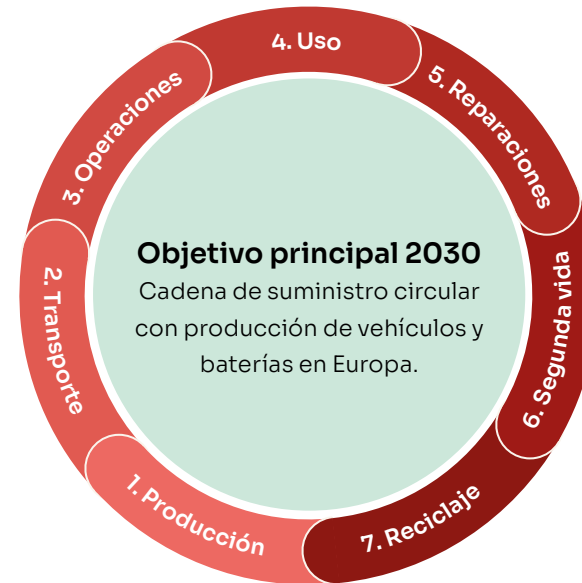 Objetivo principal 2030
Cadena de suministro circular
con producción de vehículos y
baterías en Europa.
1. Producción
2. Transporte
3. Operaciones
4. Uso
5. Reparaciones
6. Segunda vida
7. Reciclaje